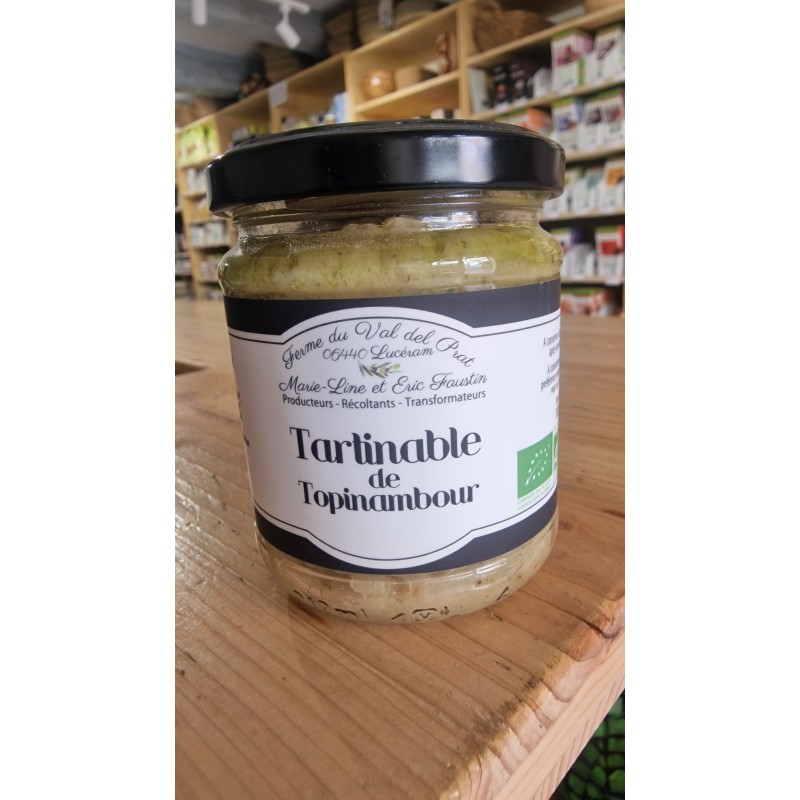 Ferme du Val del Prat
06440 Lucéram
Marie-Line et Eric Faustin
Producteurs - Récoltants - Transformateurs
Tartinable
de
Topinambour